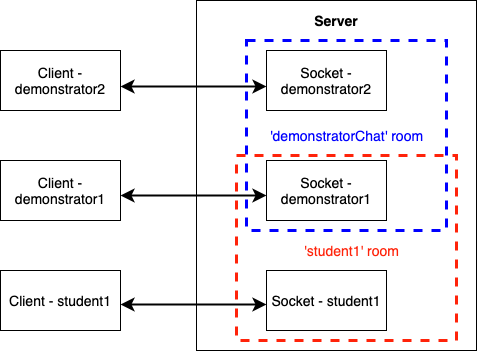 Server
Client -
demonstrator2
Socket -
demonstrator2
'demonstratorChat' room
Client -
demonstrator1
Socket -
demonstrator1
'student1' room
Client - student1
Socket - student1